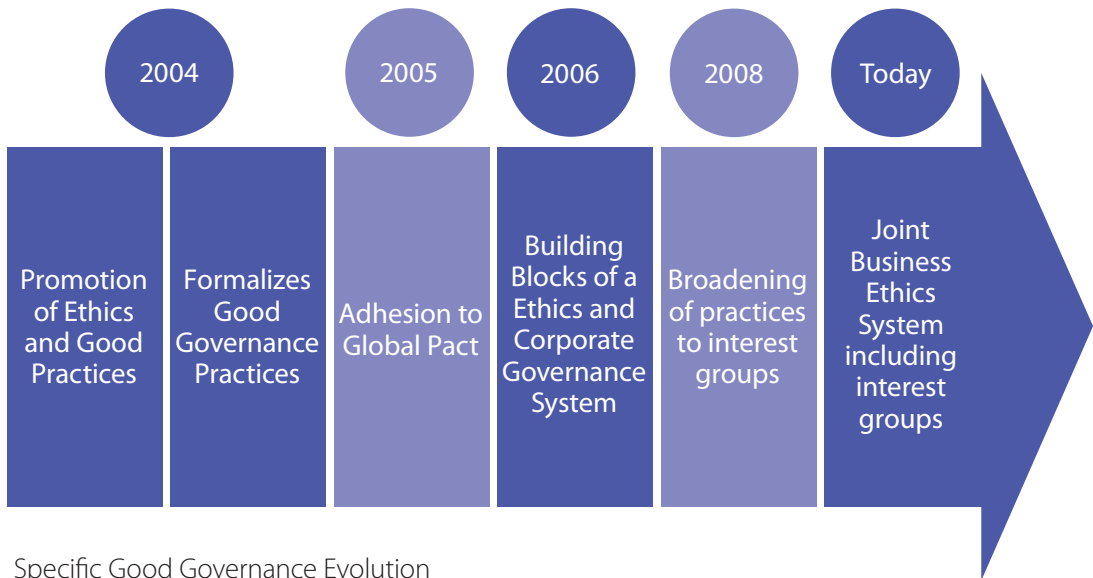 2004
2005
2006
2008
Today
Promotion
of Ethics
and Good
Practices
Formalizes
Good
Governance
Practices
Adhesion to
Global Pact
Building
Blocks of a
Ethics and
Corporate
Governance
System
Broadening
of practices
to interest
groups
Joint
Business
Ethics
System
including
interest
groups
Specific Good Governance Evolution